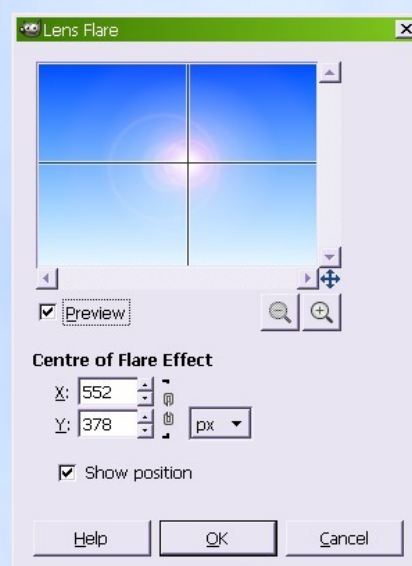 Lens Flare
Preview
Centre of Flare Effect
X: 552
Y: 378 px
Show position
Help OK Cancel